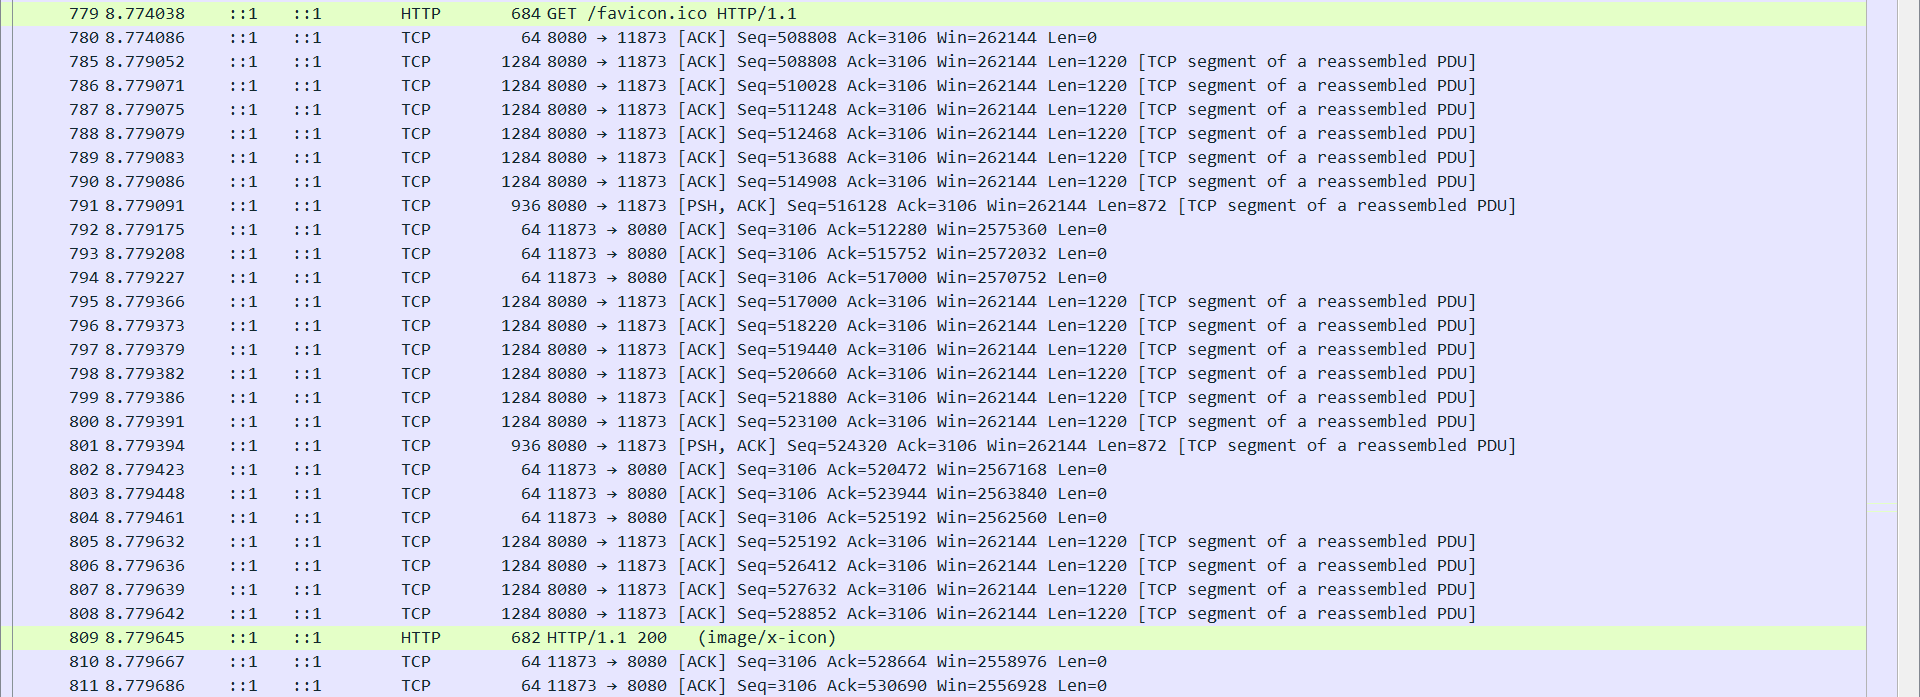 779 8.774038 ::1 ::1 HTTP 684 GET /favicon.ico HTTP/1.1
780 8.774086 ::1 ::1 TCP 64 8080 → 11873 [ACK] Seq=508808 Ack=3106 Win=262144 Len=0
785 8.779052 ::1 ::1 TCP 1284 8080 → 11873 [ACK] Seq=508808 Ack=3106 Win=262144 Len=1220 [TCP segment of a reassembled PDU]
786 8.779071 ::1 ::1 TCP 1284 8080 → 11873 [ACK] Seq=510028 Ack=3106 Win=262144 Len=1220 [TCP segment of a reassembled PDU]
787 8.779075 ::1 ::1 TCP 1284 8080 → 11873 [ACK] Seq=511248 Ack=3106 Win=262144 Len=1220 [TCP segment of a reassembled PDU]
788 8.779079 ::1 ::1 TCP 1284 8080 → 11873 [ACK] Seq=512468 Ack=3106 Win=262144 Len=1220 [TCP segment of a reassembled PDU]
789 8.779083 ::1 ::1 TCP 1284 8080 → 11873 [ACK] Seq=513688 Ack=3106 Win=262144 Len=1220 [TCP segment of a reassembled PDU]
790 8.779086 ::1 ::1 TCP 1284 8080 → 11873 [ACK] Seq=514908 Ack=3106 Win=262144 Len=1220 [TCP segment of a reassembled PDU]
791 8.779091 ::1 ::1 TCP 936 8080 → 11873 [PSH, ACK] Seq=516128 Ack=3106 Win=262144 Len=872 [TCP segment of a reassembled PDU]
792 8.779175 ::1 ::1 TCP 64 11873 → 8080 [ACK] Seq=3106 Ack=512280 Win=2575360 Len=0
793 8.779208 ::1 ::1 TCP 64 11873 → 8080 [ACK] Seq=3106 Ack=515752 Win=2572032 Len=0
794 8.779227 ::1 ::1 TCP 64 11873 → 8080 [ACK] Seq=3106 Ack=517000 Win=2570752 Len=0
795 8.779366 ::1 ::1 TCP 1284 8080 → 11873 [ACK] Seq=517000 Ack=3106 Win=262144 Len=1220 [TCP segment of a reassembled PDU]
796 8.779373 ::1 ::1 TCP 1284 8080 → 11873 [ACK] Seq=518220 Ack=3106 Win=262144 Len=1220 [TCP segment of a reassembled PDU]
797 8.779379 ::1 ::1 TCP 1284 8080 → 11873 [ACK] Seq=519440 Ack=3106 Win=262144 Len=1220 [TCP segment of a reassembled PDU]
798 8.779382 ::1 ::1 TCP 1284 8080 → 11873 [ACK] Seq=520660 Ack=3106 Win=262144 Len=1220 [TCP segment of a reassembled PDU]
799 8.779386 ::1 ::1 TCP 1284 8080 → 11873 [ACK] Seq=521880 Ack=3106 Win=262144 Len=1220 [TCP segment of a reassembled PDU]
800 8.779391 ::1 ::1 TCP 1284 8080 → 11873 [ACK] Seq=523100 Ack=3106 Win=262144 Len=1220 [TCP segment of a reassembled PDU]
801 8.779394 ::1 ::1 TCP 936 8080 → 11873 [PSH, ACK] Seq=524320 Ack=3106 Win=262144 Len=872 [TCP segment of a reassembled PDU]
802 8.779423 ::1 ::1 TCP 64 11873 → 8080 [ACK] Seq=3106 Ack=520472 Win=2567168 Len=0
803 8.779448 ::1 ::1 TCP 64 11873 → 8080 [ACK] Seq=3106 Ack=523944 Win=2563840 Len=0
804 8.779461 ::1 ::1 TCP 64 11873 → 8080 [ACK] Seq=3106 Ack=525192 Win=2562560 Len=0
805 8.779632 ::1 ::1 TCP 1284 8080 → 11873 [ACK] Seq=525192 Ack=3106 Win=262144 Len=1220 [TCP segment of a reassembled PDU]
806 8.779636 ::1 ::1 TCP 1284 8080 → 11873 [ACK] Seq=526412 Ack=3106 Win=262144 Len=1220 [TCP segment of a reassembled PDU]
807 8.779639 ::1 ::1 TCP 1284 8080 → 11873 [ACK] Seq=527632 Ack=3106 Win=262144 Len=1220 [TCP segment of a reassembled PDU]
808 8.779642 ::1 ::1 TCP 1284 8080 → 11873 [ACK] Seq=528852 Ack=3106 Win=262144 Len=1220 [TCP segment of a reassembled PDU]
809 8.779645 ::1 ::1 HTTP 682 HTTP/1.1 200 (image/x-icon)
810 8.779667 ::1 ::1 TCP 64 11873 → 8080 [ACK] Seq=3106 Ack=528664 Win=2558976 Len=0
811 8.779686 ::1 ::1 TCP 64 11873 → 8080 [ACK] Seq=3106 Ack=530690 Win=2556928 Len=0